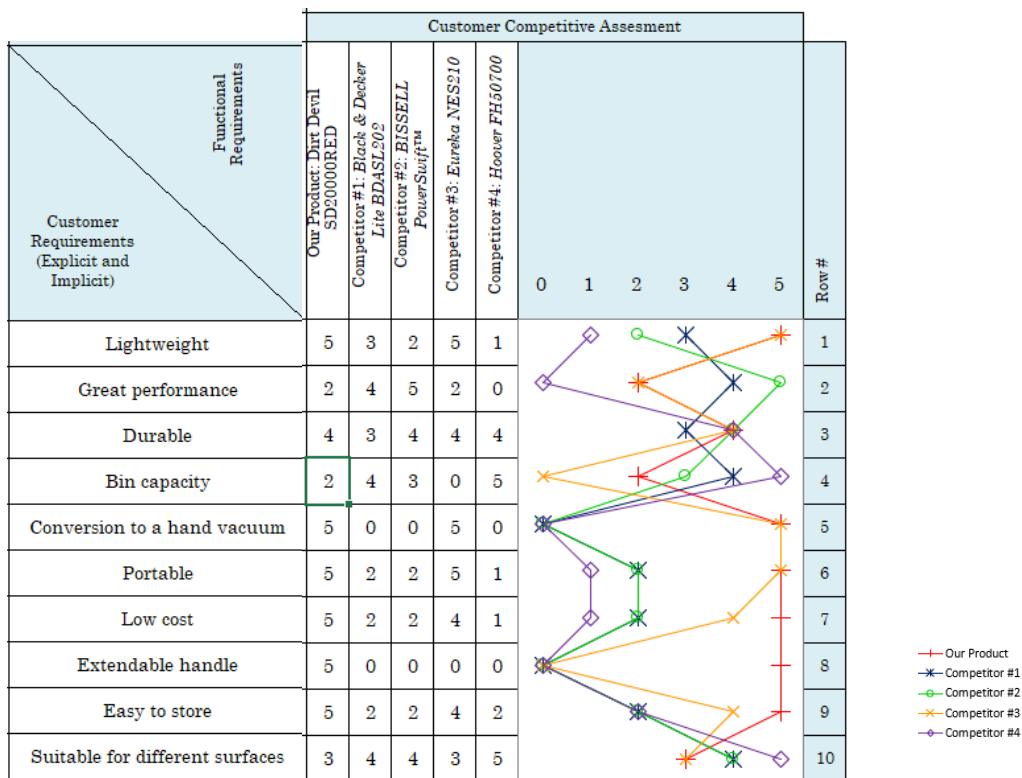 Customer Competitive Assesment
Functional
Requirements
Customer
Requirements
(Explicit and
Implicit)
Our Product: Dirt Devil
SD20000RED
Competitor #1: Black & Decker
Lite BDASL202
Competitor #2: BISSELL
PowerSwift™
Competitor #3: Eureka NES210
Competitor #4: Hoover FH50700
0 1 2 3 4 5
Row #
Lightweight 5 3 2 5 1 1
Great performance 2 4 5 2 0 2
Durable 4 3 4 4 4 3
Bin capacity 2 4 3 0 5 4
Conversion to a hand vacuum 5 0 0 5 0 5
Portable 5 2 2 5 1 6
Low cost 5 2 2 4 1 7
Extendable handle 5 0 0 0 0 8
Easy to store 5 2 2 4 2 9
Suitable for different surfaces 3 4 4 3 5 10
Our Product
Competitor #1
Competitor #2
Competitor #3
Competitor #4